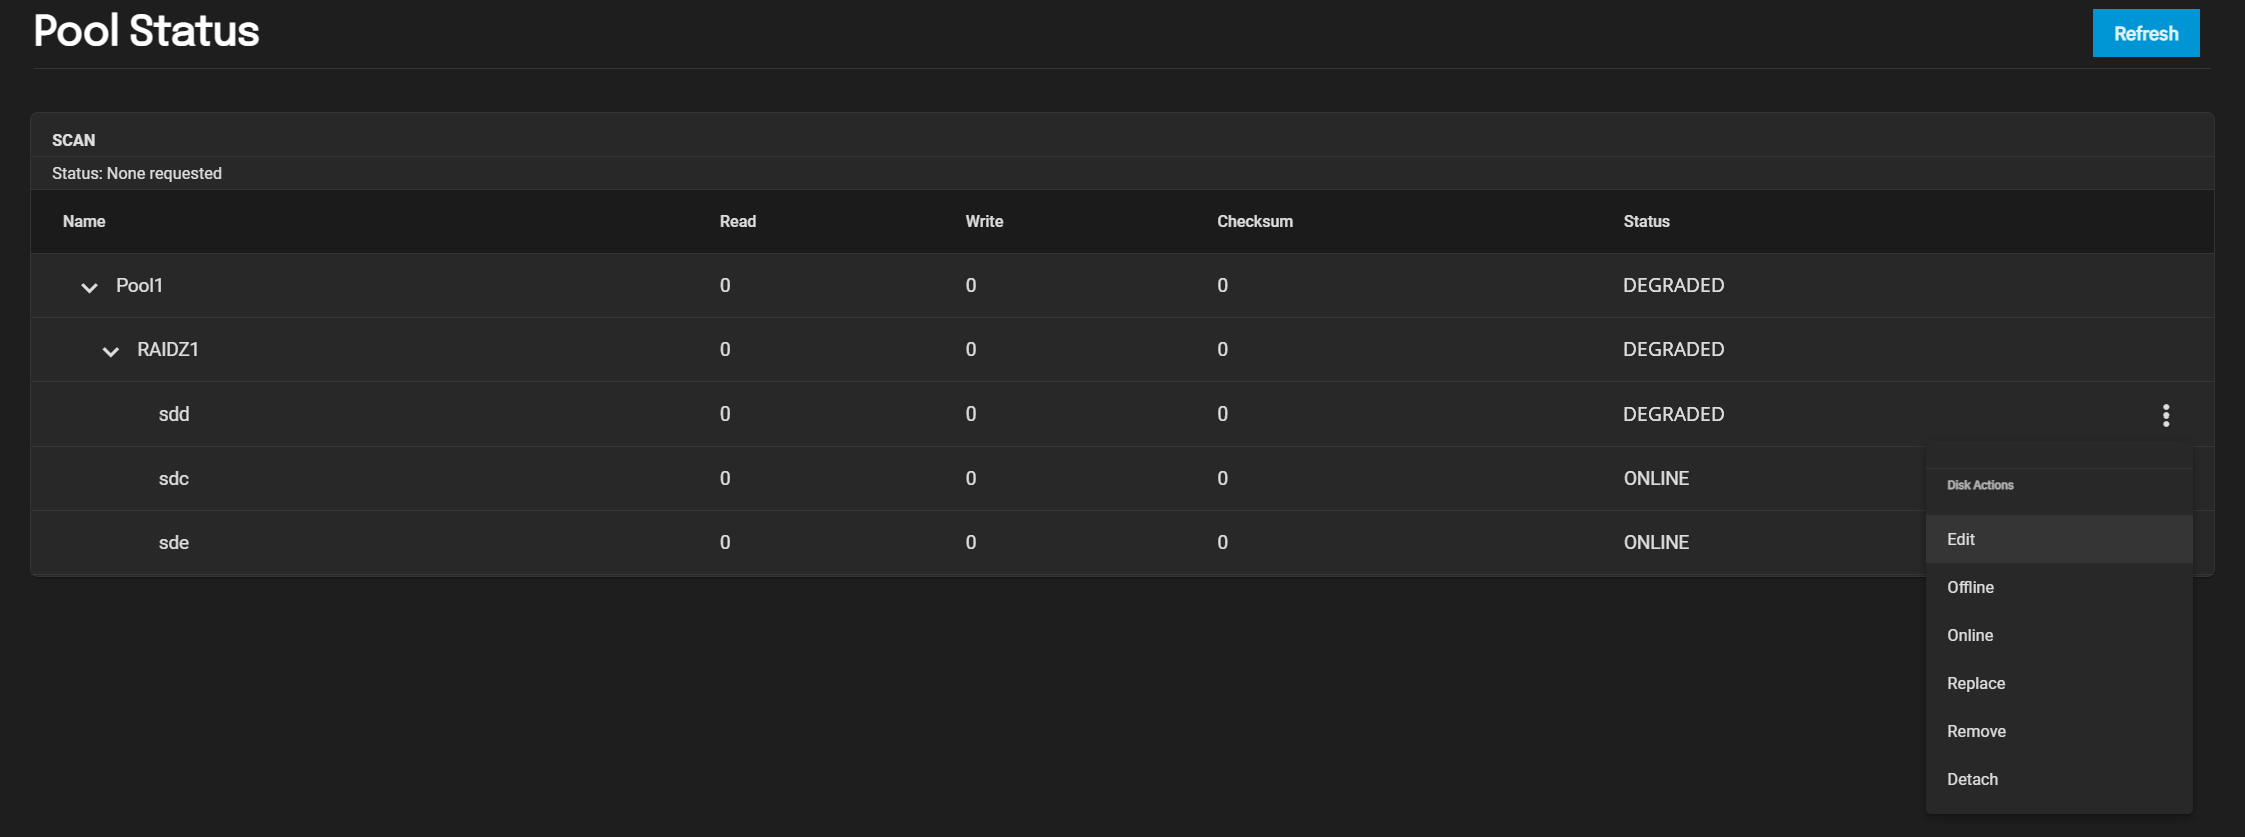 Pool Status
Refresh
SCAN
Status: None requested
Name Read Write Checksum Status
Pool1 0 0 0 DEGRADED
RAIDZ1 0 0 0 DEGRADED
sdd 0 0 0 DEGRADED
sdc 0 0 0 ONLINE
sde 0 0 0 ONLINE
Disk Actions
Edit
Offline
Online
Replace
Remove
Detach